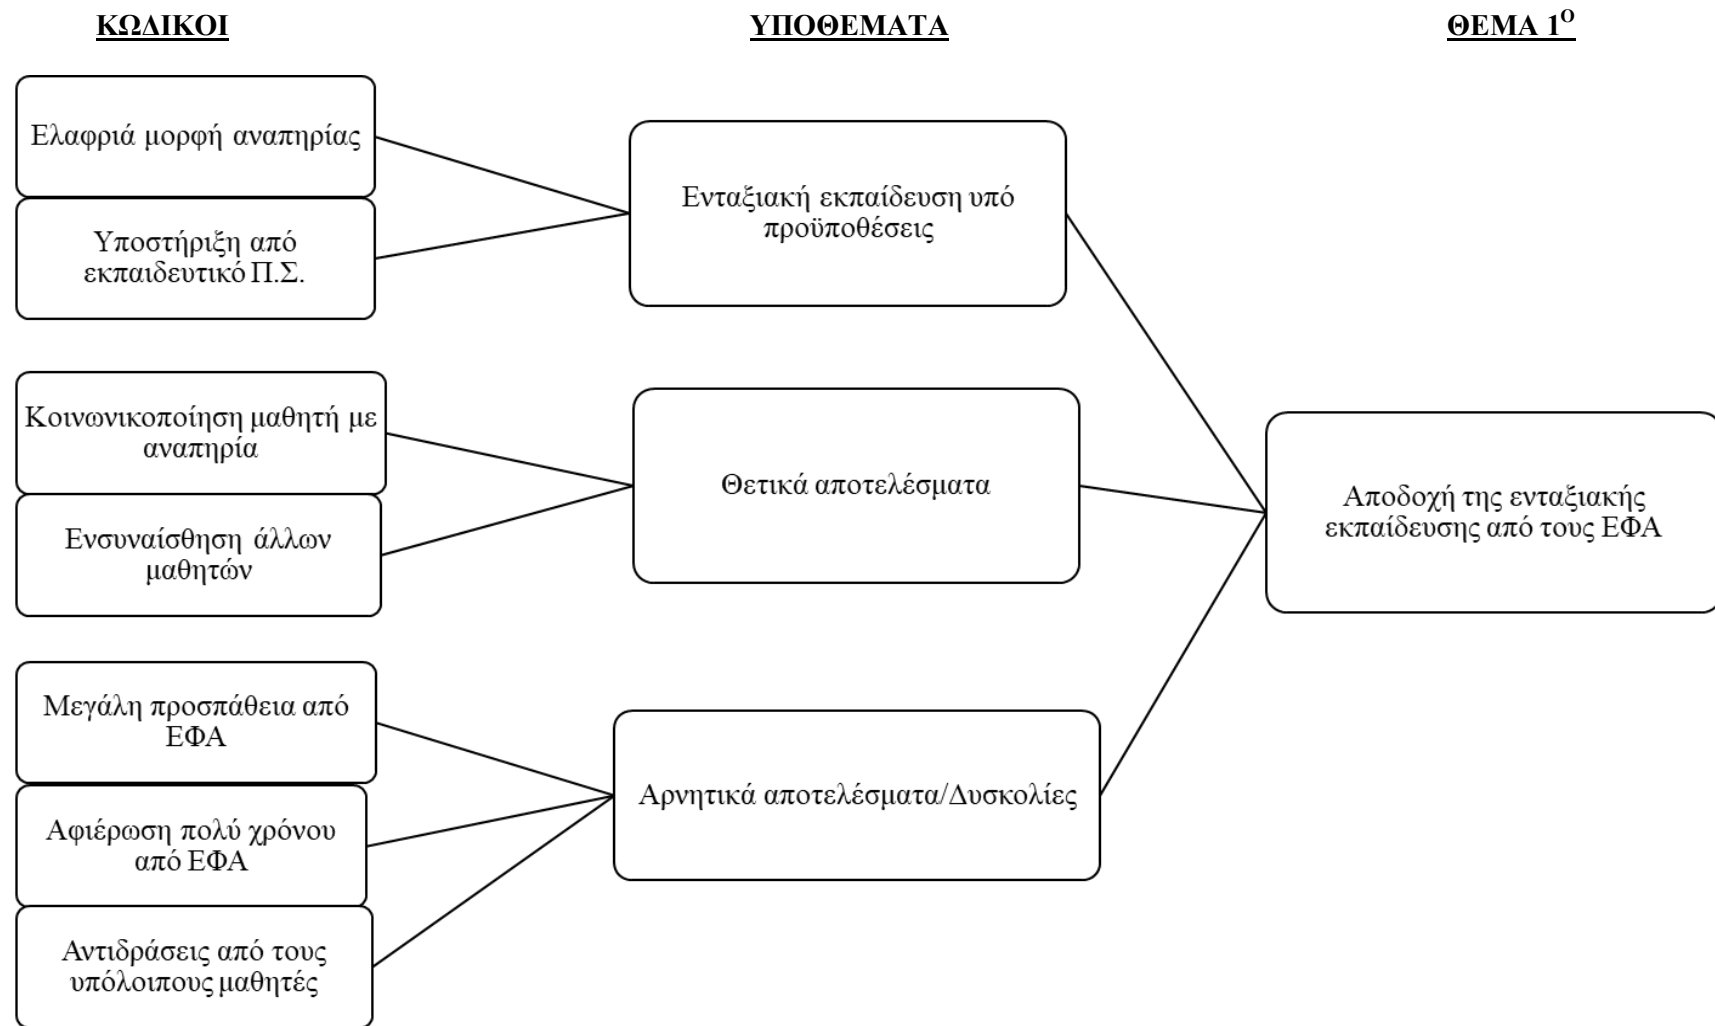 ΚΩΔΙΚΟΙ
ΥΠΟΘΕΜΑΤΑ
ΘΕΜΑ 1Ο
Ελαφριά μορφή αναπηρίας
Υποστήριξη από
εκπαιδευτικό Π.Σ.
Ενταξιακή εκπαίδευση υπό
προϋποθέσεις
Κοινωνικοποίηση μαθητή με
αναπηρία
Ενσυναίσθηση άλλων
μαθητών
Θετικά αποτελέσματα
Μεγάλη προσπάθεια από
ΕΦΑ
Αφιέρωση πολύ χρόνου
από ΕΦΑ
Αντιδράσεις από τους
υπόλοιπους μαθητές
Αρνητικά αποτελέσματα/Δυσκολίες
Αποδοχή της ενταξιακής
εκπαίδευσης από τους ΕΦΑ